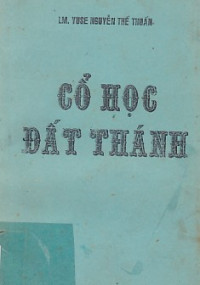 LM. YUSE NGUYỄN THẾ THUẤN
CỔ HỌC
ĐẤT THÁNH